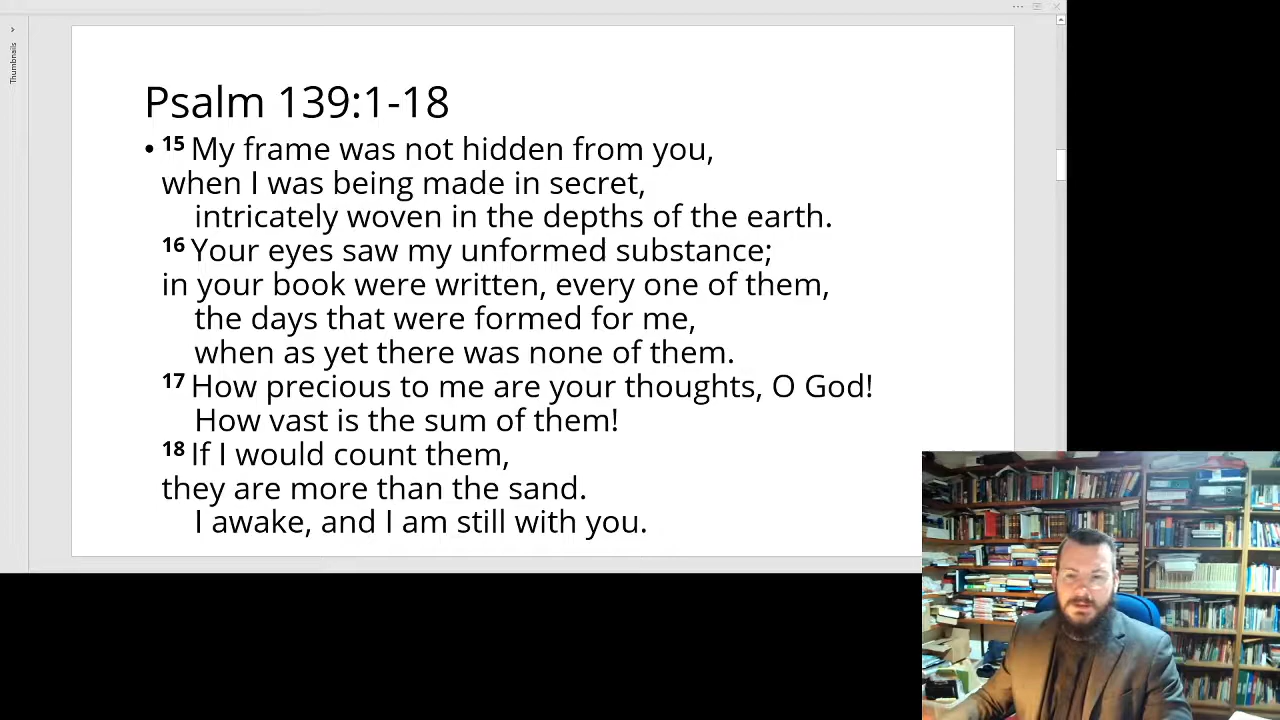 Thumbnails
Psalm 139:1-18
• 15 My frame was not hidden from you,
when I was being made in secret,
intricately woven in the depths of the earth.
16 Your eyes saw my unformed substance;
in your book were written, every one of them,
the days that were formed for me,
when as yet there was none of them.
17 How precious to me are your thoughts, O God!
How vast is the sum of them!
18 If I would count them,
they are more than the sand.
I awake, and I am still with you.